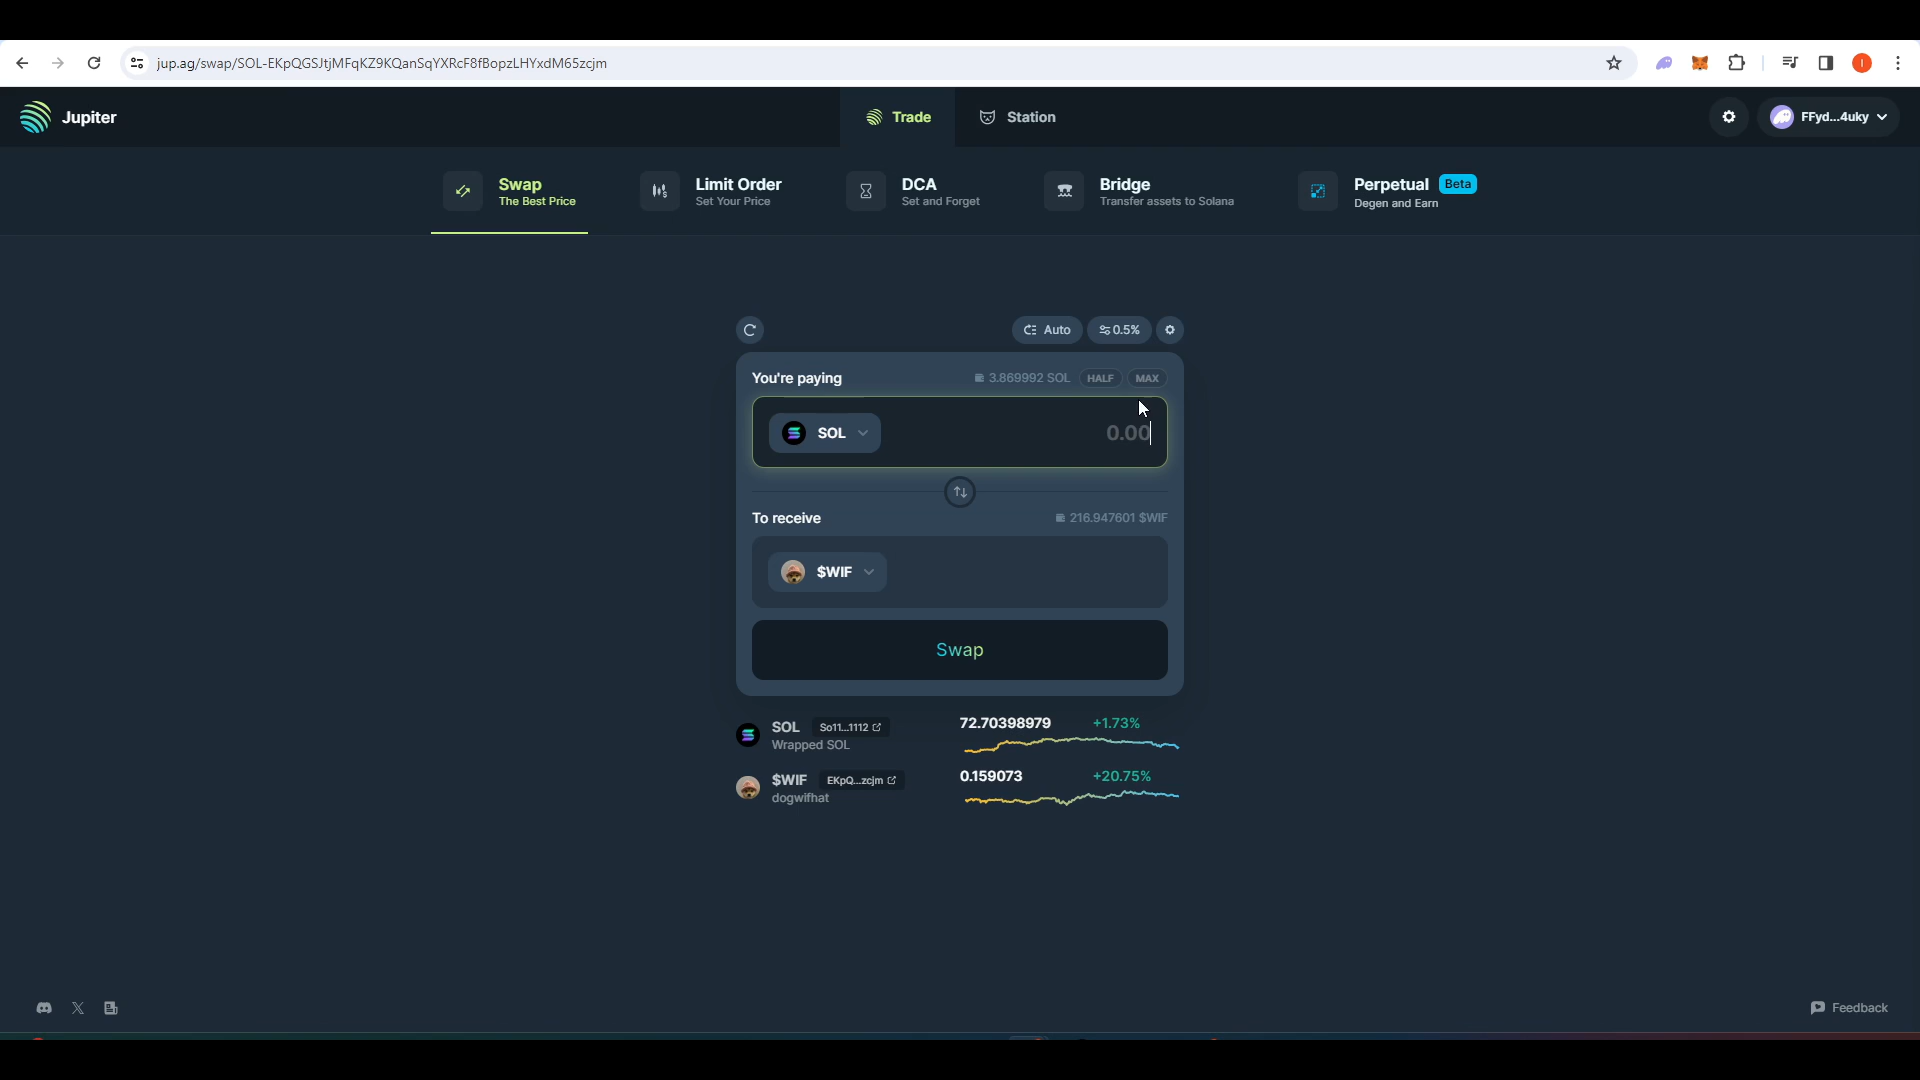 jup.ag/swap/SOL-EKpQGSJtjMFqKZ9KQanSqYXRcF8fBopzLHYxdM65zcjm
Jupiter
Trade
Station
FFyd...4uky
Swap
The Best Price
Limit Order
Set Your Price
DCA
Set and Forget
Bridge
Transfer assets to Solana
Perpetual Beta
Degen and Earn
Auto
0.5%
You're paying
3.869992 SOL
HALF
MAX
SOL
0.00
To receive
216.947601 $WIF
$WIF
Swap
SOL So11...1112 72.70398979 +1.73%
Wrapped SOL
$WIF EKpQ...zcjm 0.159073 +20.75%
dogwifhat
Feedback